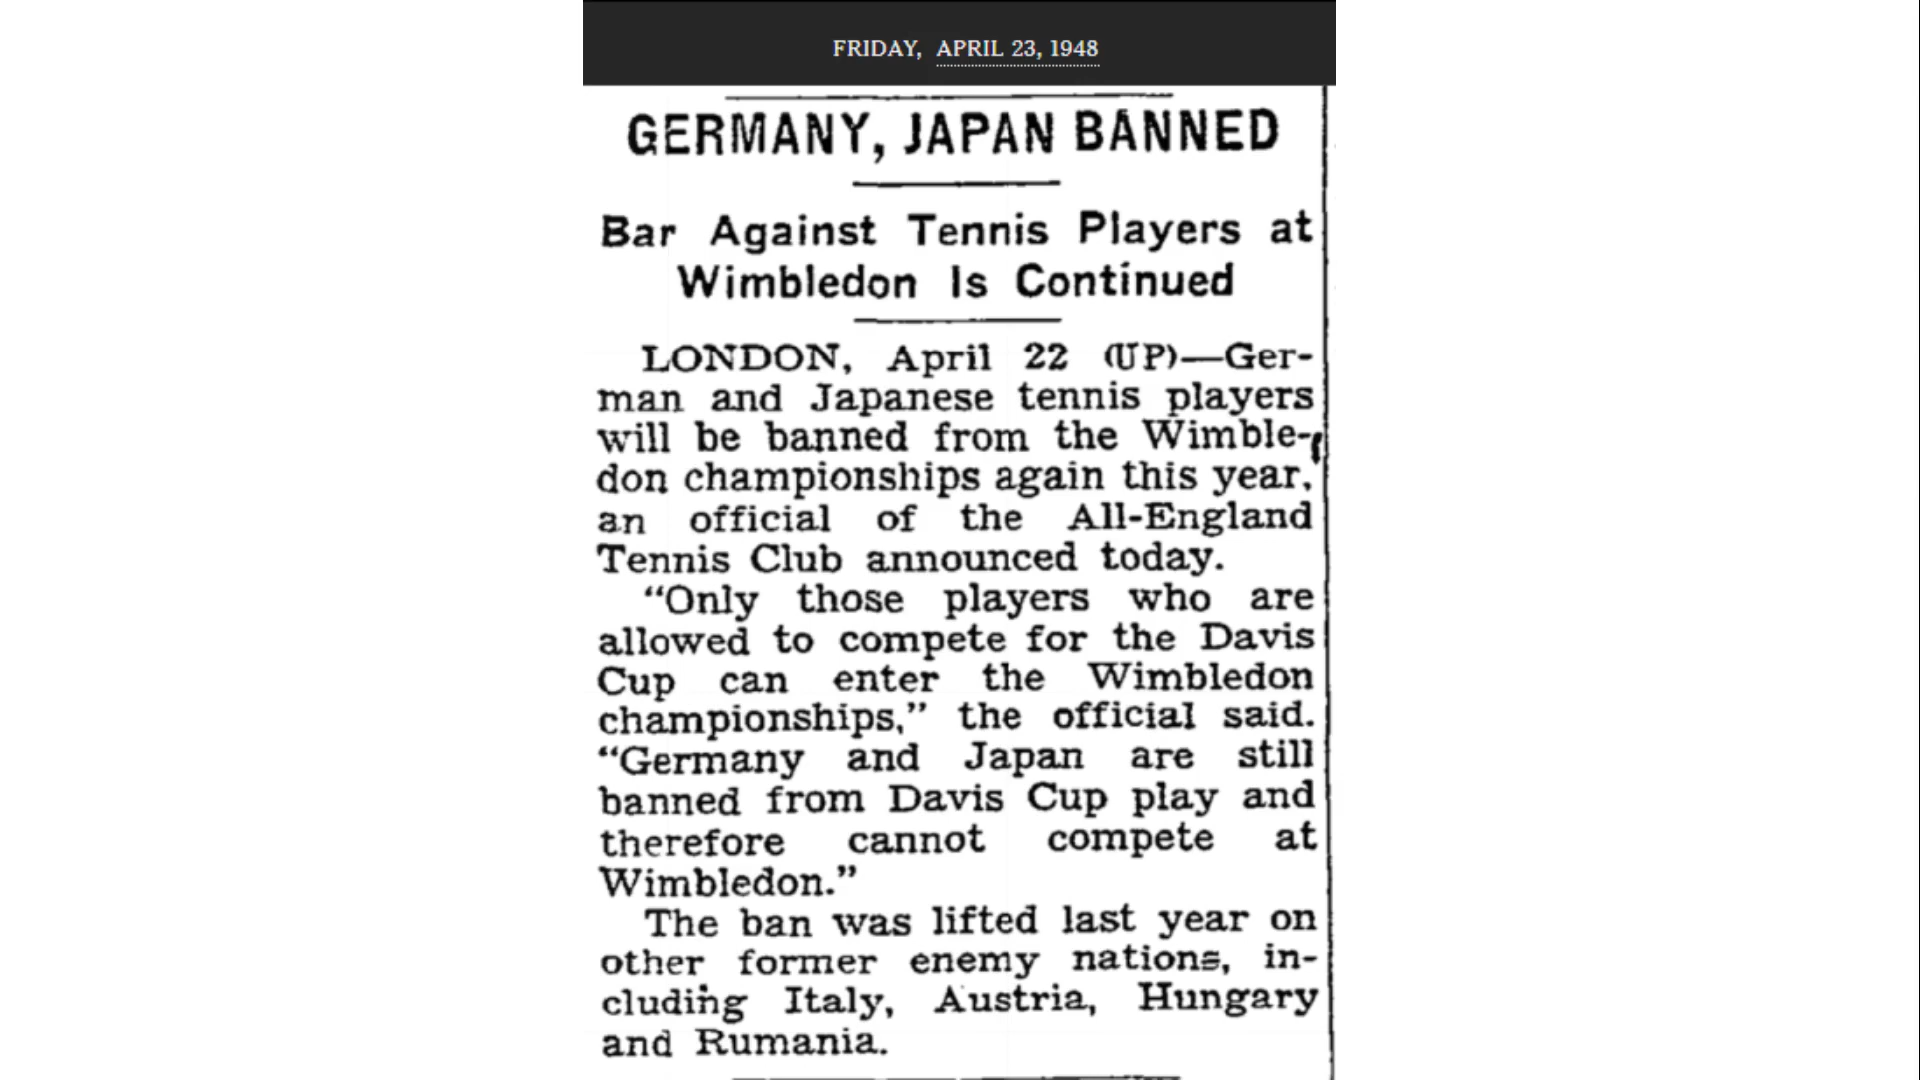 FRIDAY, APRIL 23, 1948
GERMANY, JAPAN BANNED
Bar Against Tennis Players at
Wimbledon Is Continued
LONDON, April 22 (UP)—Ger-
man and Japanese tennis players
will be banned from the Wimble-
don championships again this year,
an official of the All-England
Tennis Club announced today.
“Only those players who are
allowed to compete for the Davis
Cup can enter the Wimbledon
championships,” the official said.
“Germany and Japan are still
banned from Davis Cup play and
therefore cannot compete at
Wimbledon.”
The ban was lifted last year on
other former enemy nations, in-
cluding Italy, Austria, Hungary
and Rumania.